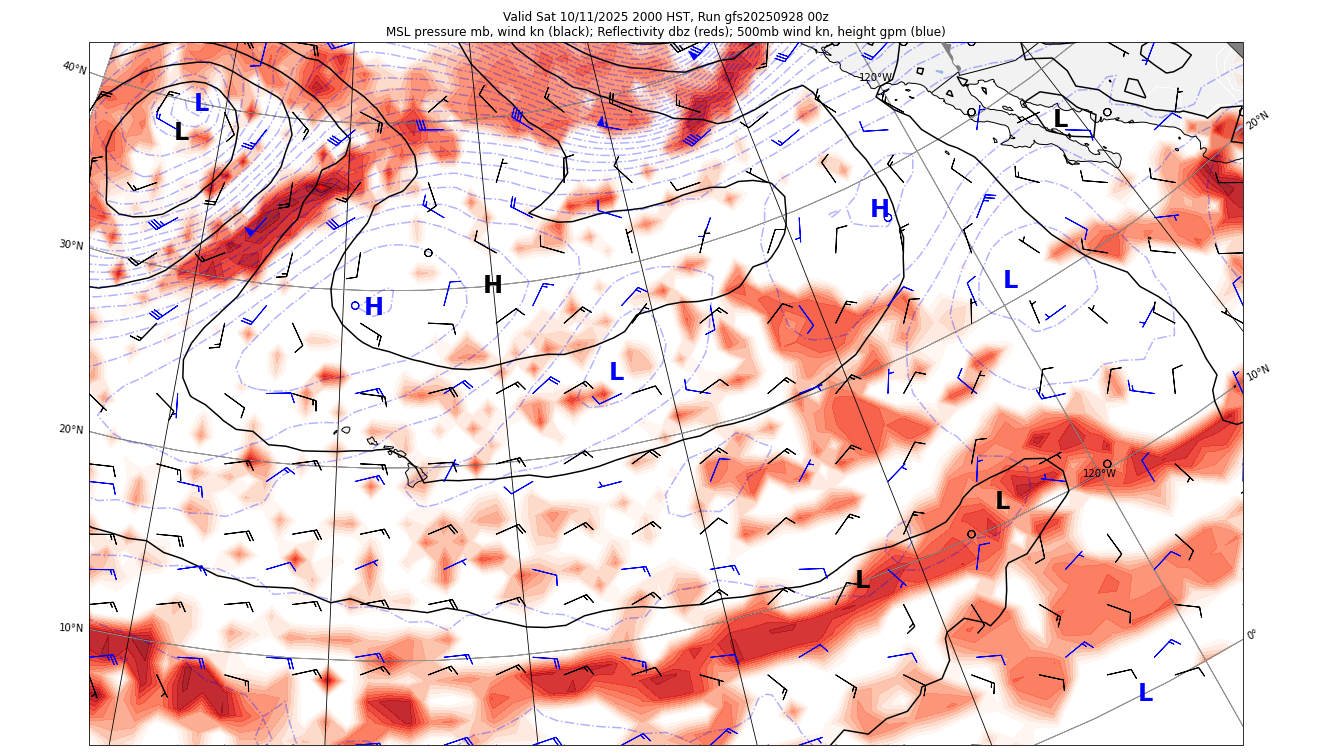 Valid Sat 10/11/2025 2000 HST, Run gfs20250928 00z
MSL pressure mb, wind kn (black); Reflectivity dbz (reds); 500mb wind kn, height gpm (blue)
40°N
120°W
L
L
L
20°N
H
30°N
L
H
H
L
10°N
20°N
120°W
L
L
10°N
0°
L